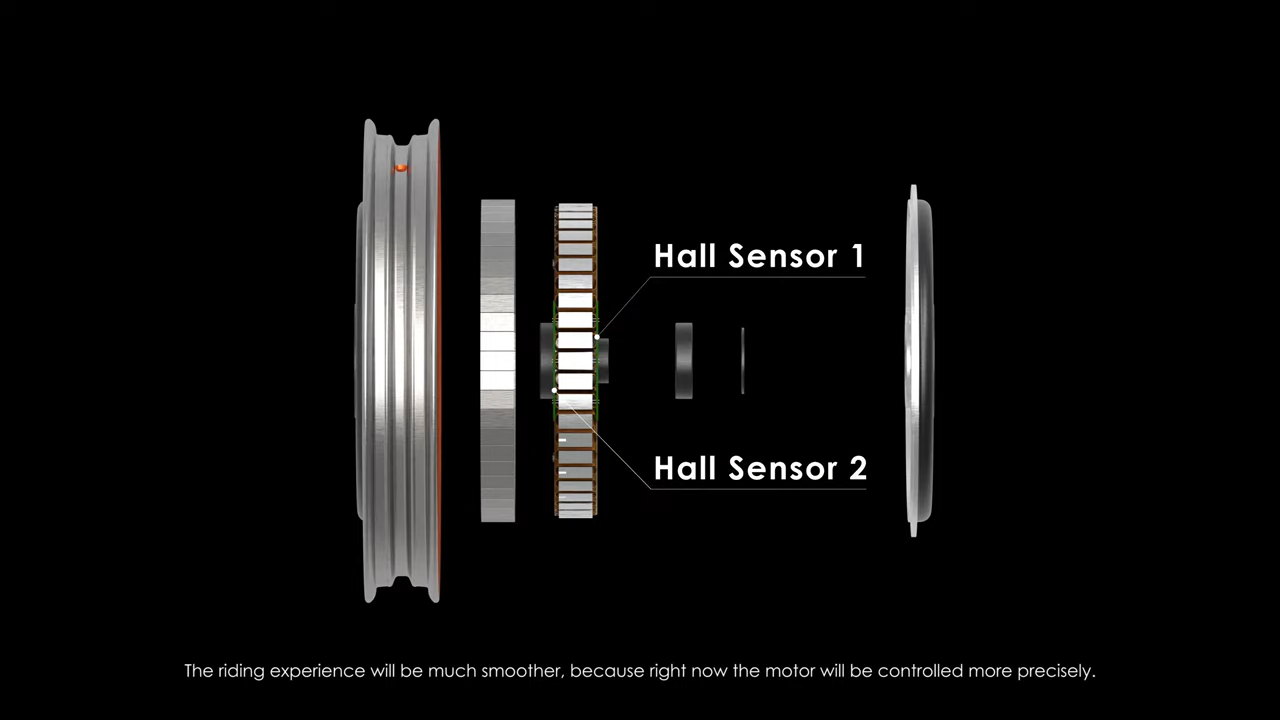 Hall Sensor 1
Hall Sensor 2
The riding experience will be much smoother, because right now the motor will be controlled more precisely.